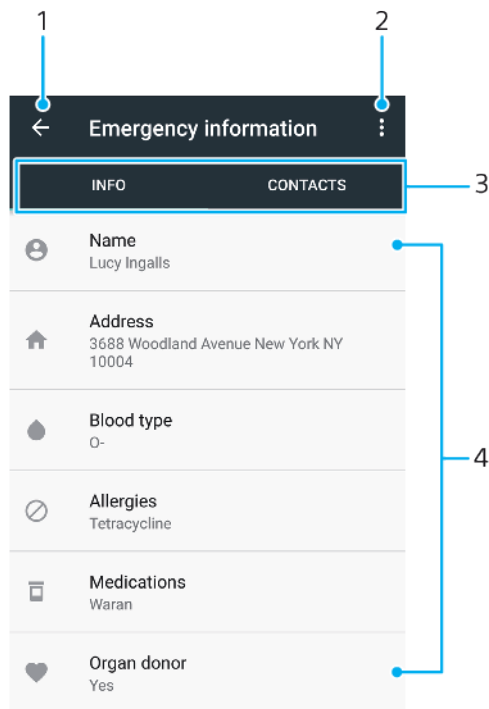 1
2
Emergency information
INFO
CONTACTS
3
Name
Lucy Ingalls
Address
3688 Woodland Avenue New York NY
10004
Blood type
O-
4
Allergies
Tetracycline
Medications
Waran
Organ donor
Yes